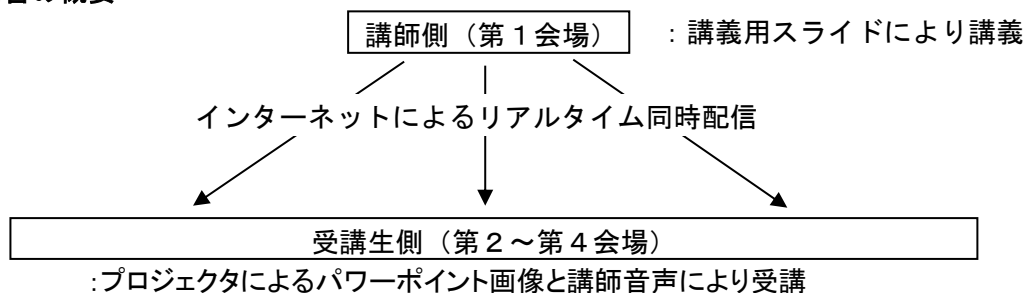 講師側（第１会場） ：講義用スライドにより講義
インターネットによるリアルタイム同時配信
受講生側（第２～第４会場）
：プロジェクタによるパワーポイント画像と講師音声により受講